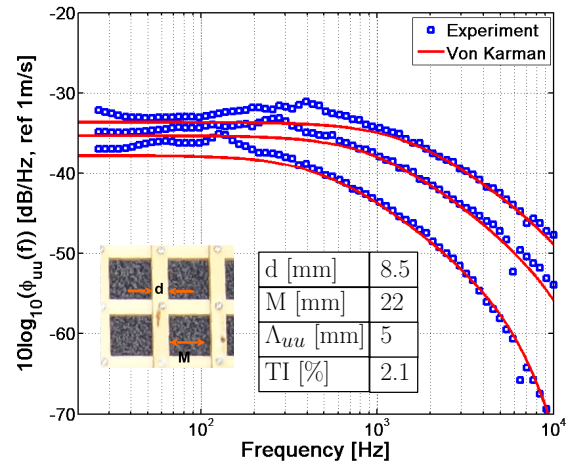 Experiment
Von Karman
10log10(ϕuu(f)) [dB/Hz, ref 1m/s]
-20
-30
-40
-50
-60
-70
d
M
d [mm] 8.5
M [mm] 22
Λuu [mm] 5
TI [%] 2.1
10^2 10^3 10^4
Frequency [Hz]